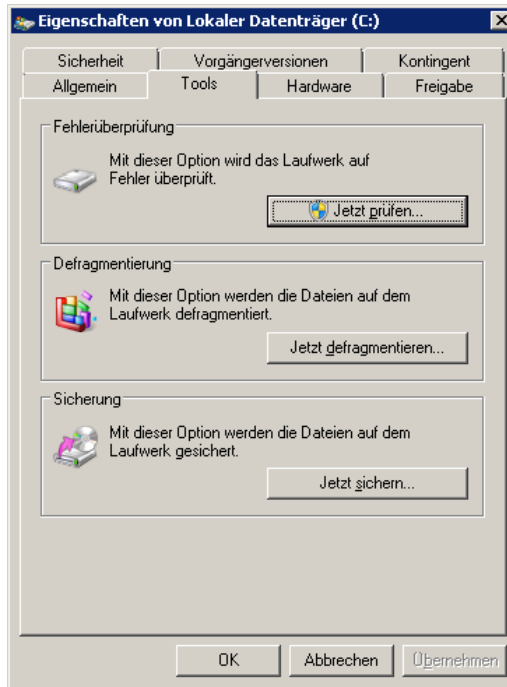 Eigenschaften von Lokaler Datenträger (C:)
Sicherheit Vorgängerversionen Kontingent
Allgemein Tools Hardware Freigabe
Fehlerüberprüfung
Mit dieser Option wird das Laufwerk auf
Fehler überprüft.
Jetzt prüfen...
Defragmentierung
Mit dieser Option werden die Dateien auf dem
Laufwerk defragmentiert.
Jetzt defragmentieren...
Sicherung
Mit dieser Option werden die Dateien auf dem
Laufwerk gesichert.
Jetzt sichern...
OK Abbrechen Übernehmen